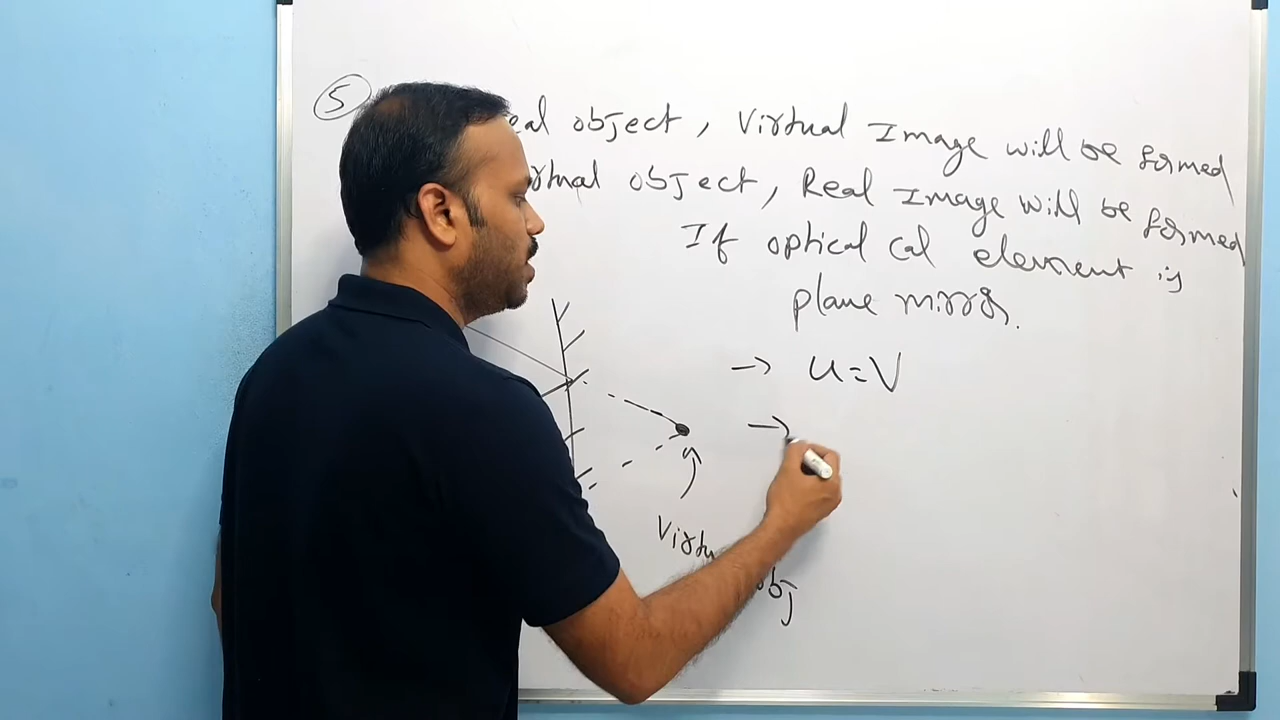 5 eal object, Virtual Image will be formed
rtual object, Real Image will be formed
If optical cal element is
plane mirror.
→ u=V
→
Virtu obj